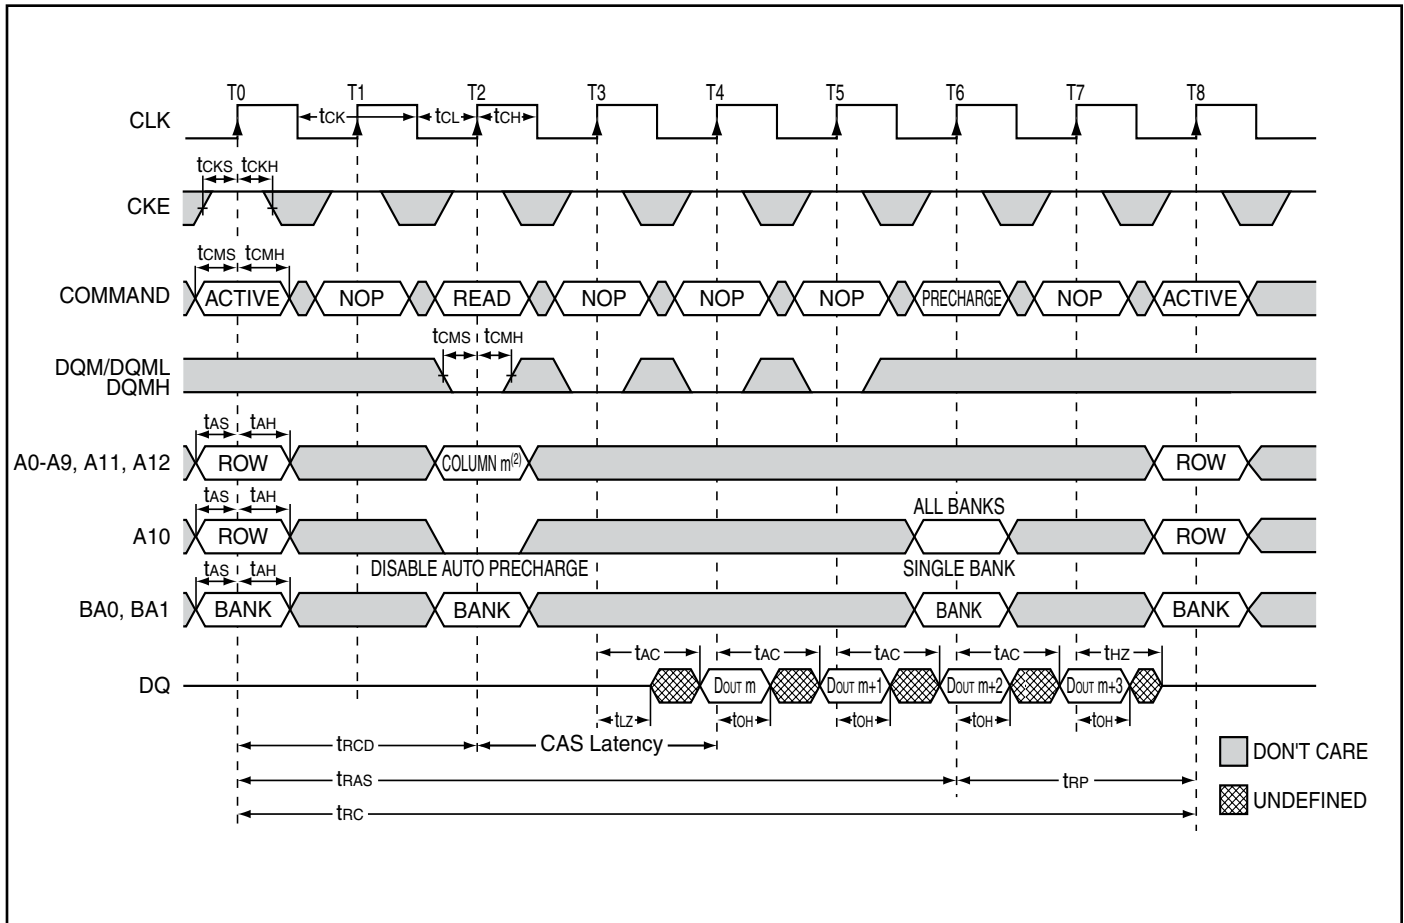 T0 T1 T2 T3 T4 T5 T6 T7 T8
CLK tCK tCL tCH
tCKS tCKH
CKE
tCMS tCMH
COMMAND ACTIVE NOP READ NOP NOP NOP PRECHARGE NOP ACTIVE
tCMS tCMH
DQM/DQML
DQMH
tAS tAH
A0-A9, A11, A12 ROW COLUMN m(2) ROW
tAS tAH ALL BANKS
A10 ROW ROW
DISABLE AUTO PRECHARGE SINGLE BANK
tAS tAH
BA0, BA1 BANK BANK BANK BANK
tAC tAC tAC tAC tHZ
DQ DOUT m DOUT m+1 DOUT m+2 DOUT m+3
tLZ tOH tOH tOH tOH
tRCD CAS Latency
DON'T CARE
tRAS tRP
UNDEFINED
tRC